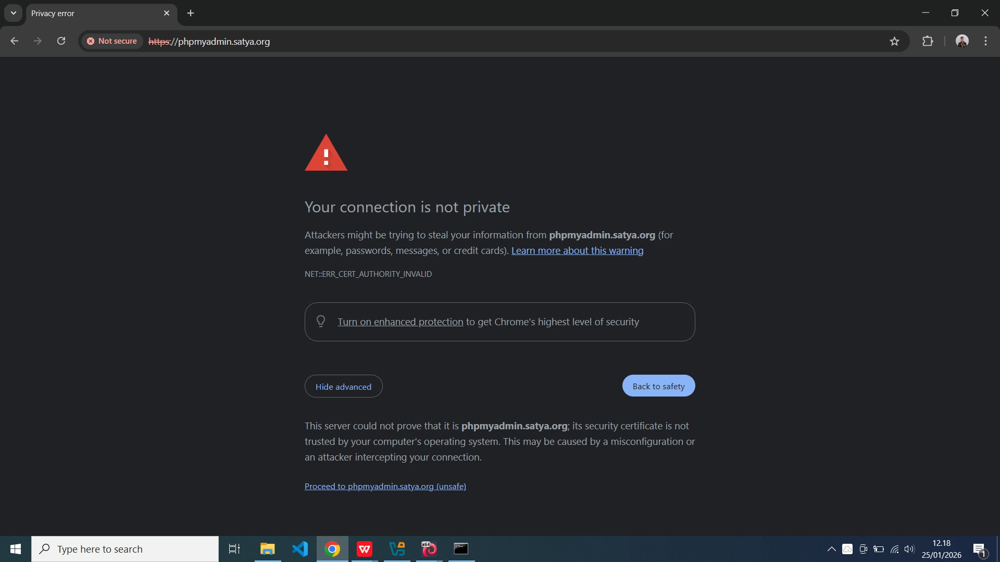 Privacy error
Not secure
https://phpmyadmin.satya.org
!
Your connection is not private
Attackers might be trying to steal your information from phpmyadmin.satya.org (for
example, passwords, messages, or credit cards). Learn more about this warning
NET::ERR_CERT_AUTHORITY_INVALID
Turn on enhanced protection to get Chrome's highest level of security
Hide advanced
Back to safety
This server could not prove that it is phpmyadmin.satya.org; its security certificate is not
trusted by your computer's operating system. This may be caused by a misconfiguration or
an attacker intercepting your connection.
Proceed to phpmyadmin.satya.org (unsafe)
Type here to search
W
x64
12.18
25/01/2026
1